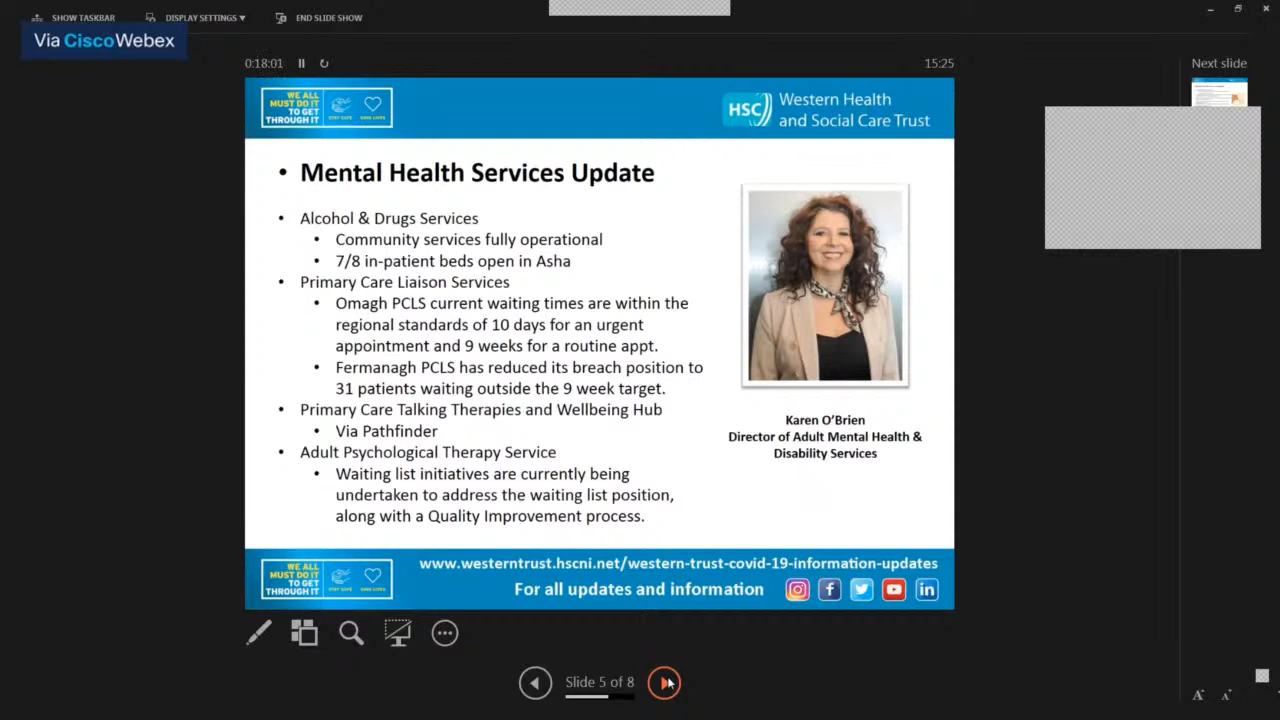 SHOW TASKBAR
DISPLAY SETTINGS ▼
END SLIDE SHOW
Via CiscoWebex
0:18:01
15:25
Next slide
WE ALL
MUST DO IT
TO GET
THROUGH IT
STAY SAFE
SAVE LIVES
HSC
Western Health
and Social Care Trust
• Mental Health Services Update
• Alcohol & Drugs Services
• Community services fully operational
• 7/8 in-patient beds open in Asha
• Primary Care Liaison Services
• Omagh PCLS current waiting times are within the
regional standards of 10 days for an urgent
appointment and 9 weeks for a routine appt.
• Fermanagh PCLS has reduced its breach position to
31 patients waiting outside the 9 week target.
• Primary Care Talking Therapies and Wellbeing Hub
• Via Pathfinder
• Adult Psychological Therapy Service
• Waiting list initiatives are currently being
undertaken to address the waiting list position,
along with a Quality Improvement process.
Karen O'Brien
Director of Adult Mental Health &
Disability Services
WE ALL
MUST DO IT
TO GET
THROUGH IT
STAY SAFE
SAVE LIVES
www.westerntrust.hscni.net/western-trust-covid-19-information-updates
For all updates and information
Slide 5 of 8
A A